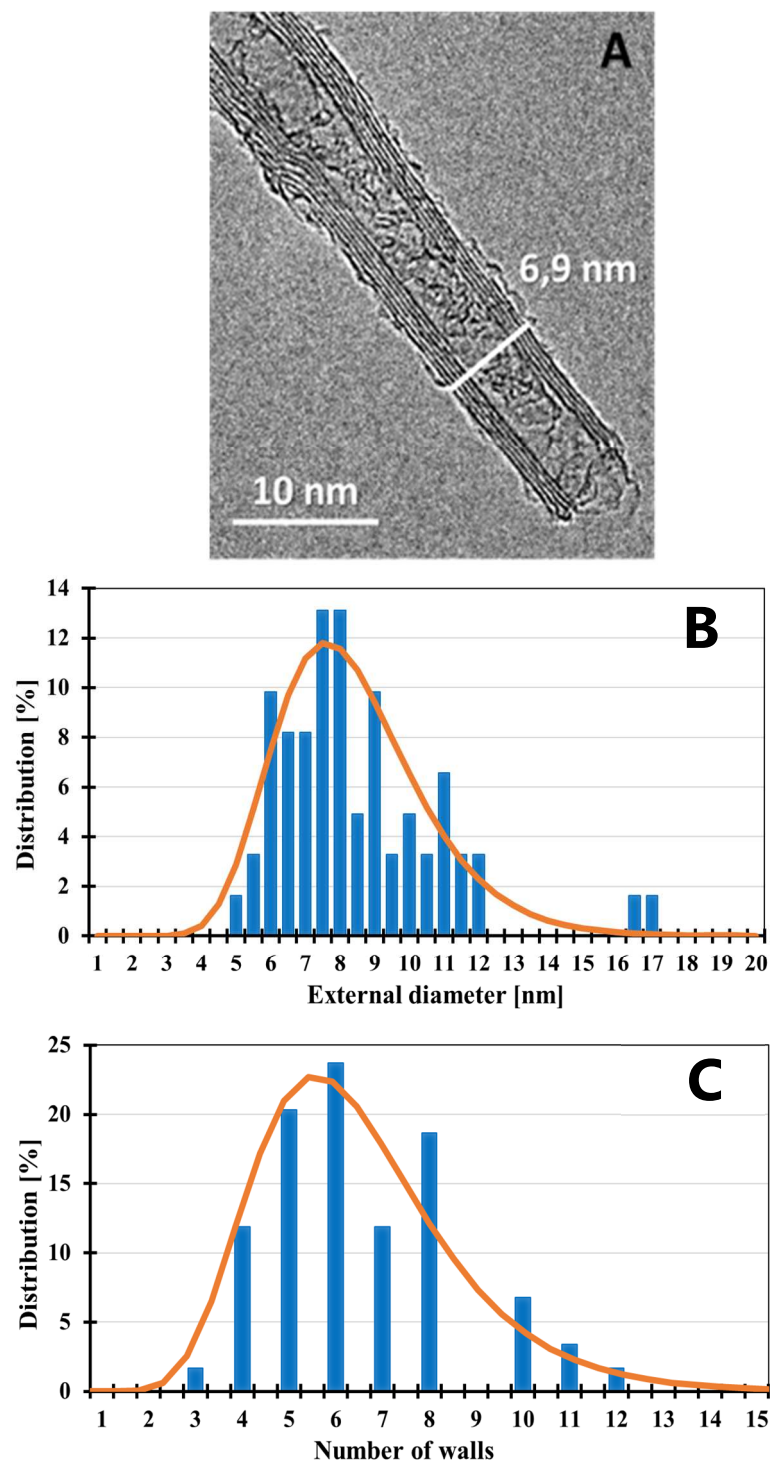 A
6,9 nm
10 nm
14
12
10
8
6
4
2
0
Distribution [%]
B
1 2 3 4 5 6 7 8 9 10 11 12 13 14 15 16 17 18 19 20
External diameter [nm]
25
20
15
10
5
0
Distribution [%]
C
1 2 3 4 5 6 7 8 9 10 11 12 13 14 15
Number of walls